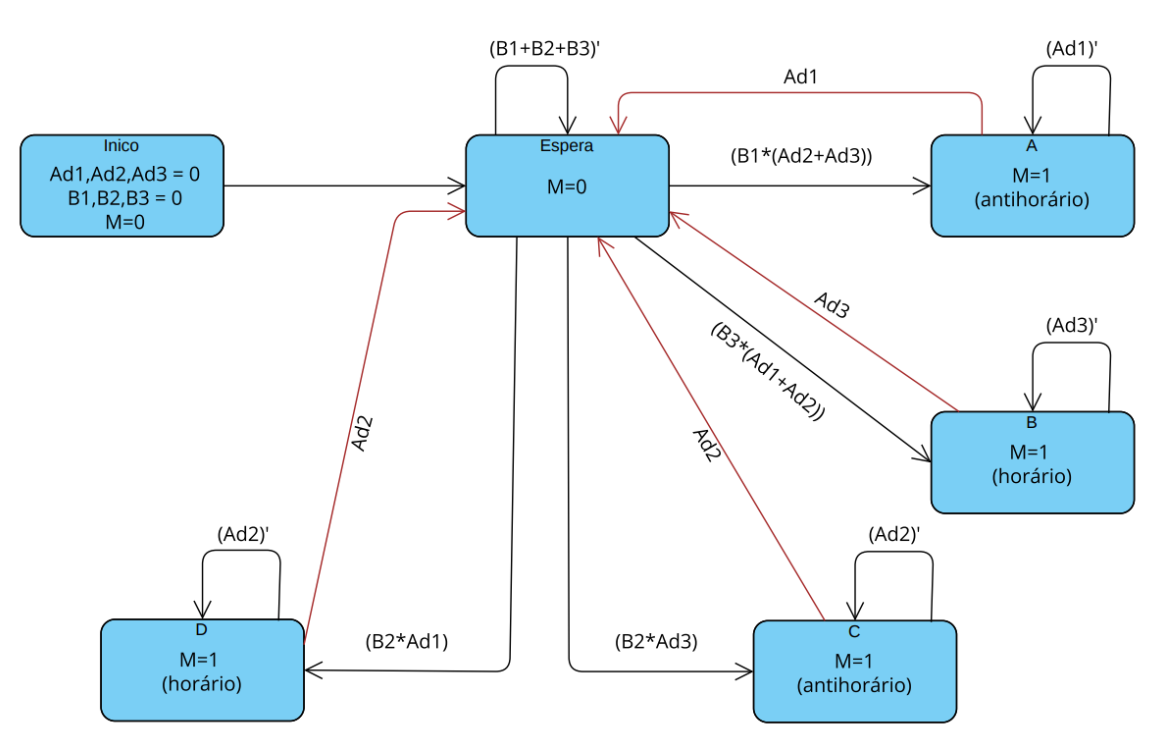 (B1+B2+B3)'
(Ad1)'
Ad1
Inico
Ad1,Ad2,Ad3 = 0
B1,B2,B3 = 0
M=0
Espera
M=0
(B1*(Ad2+Ad3))
A
M=1
(antihorário)
Ad3
(B3*(Ad1+Ad2))
(Ad3)'
B
M=1
(horário)
Ad2
Ad2
(Ad2)'
D
M=1
(horário)
(B2*Ad1)
(B2*Ad3)
(Ad2)'
C
M=1
(antihorário)